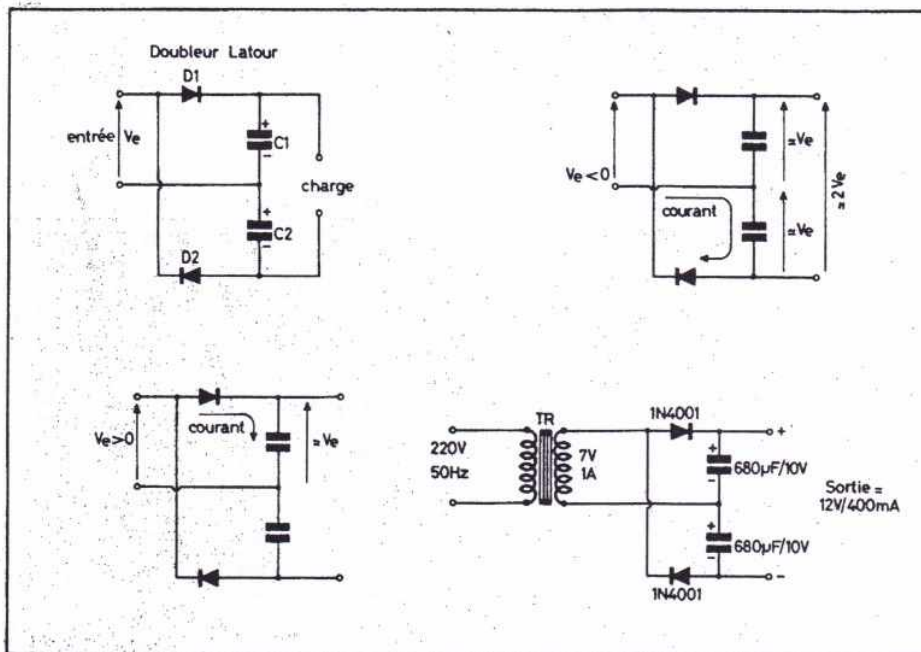 Doubleur Latour
D1
entrée Ve
+
C1
-
charge
+
C2
-
D2
Ve<0
≃Ve
≃2Ve
courant
≃Ve
Ve>0
courant
≃Ve
TR
220V
50Hz
7V
1A
1N4001
+
+
680µF/10V
-
Sortie =
12V/400mA
+
680µF/10V
-
-
1N4001